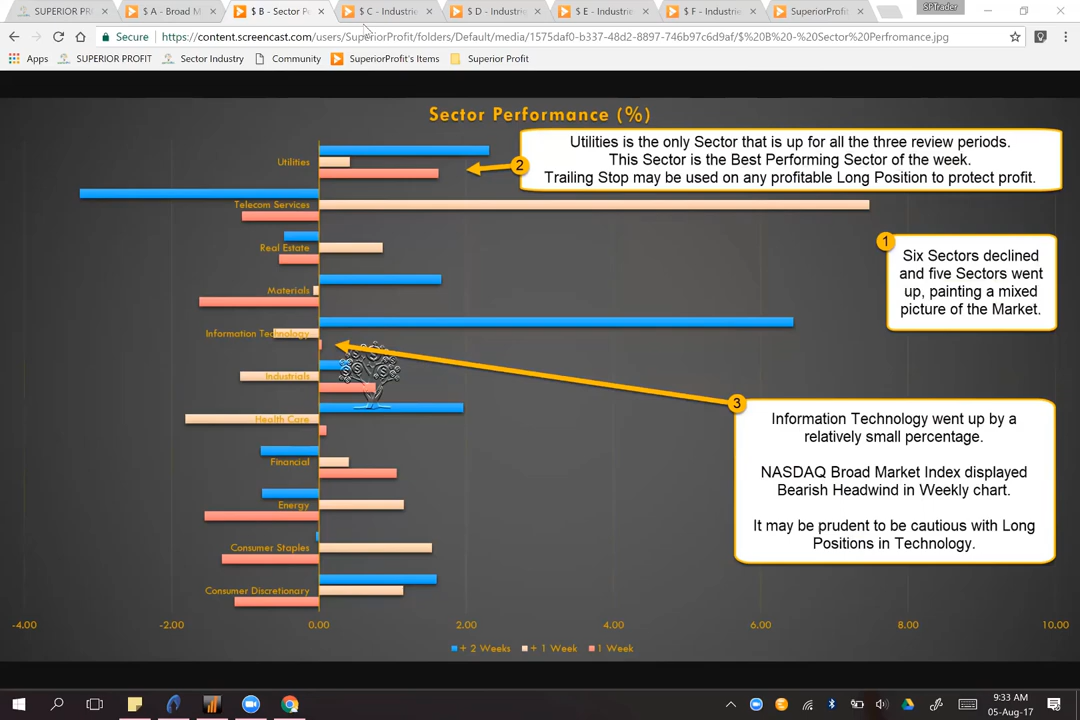 SUPERIOR PRO
$ A - Broad M
$ B - Sector P
$ C - Industrie
$ D - Industrie
$ E - Industrie
$ F - Industrie
SuperiorProfit
SPTrader
Secure
https://content.screencast.com/users/SuperiorProfit/folders/Default/media/1575daf0-b337-48d2-8897-746b97c6d9af/$%20B%20-%20Sector%20Perfromance.jpg
Apps
SUPERIOR PROFIT
Sector Industry
Community
SuperiorProfit's Items
Superior Profit
Sector Performance (%)
Utilities
Telecom Services
Real Estate
Materials
Information Technology
Industrials
Health Care
Financial
Energy
Consumer Staples
Consumer Discretionary
2
Utilities is the only Sector that is up for all the three review periods.
This Sector is the Best Performing Sector of the week.
Trailing Stop may be used on any profitable Long Position to protect profit.
1
Six Sectors declined
and five Sectors went
up, painting a mixed
picture of the Market.
3
Information Technology went up by a
relatively small percentage.
NASDAQ Broad Market Index displayed
Bearish Headwind in Weekly chart.
It may be prudent to be cautious with Long
Positions in Technology.
-4.00 -2.00 0.00 2.00 4.00 6.00 8.00 10.00
+ 2 Weeks + 1 Week 1 Week
9:33 AM
05-Aug-17